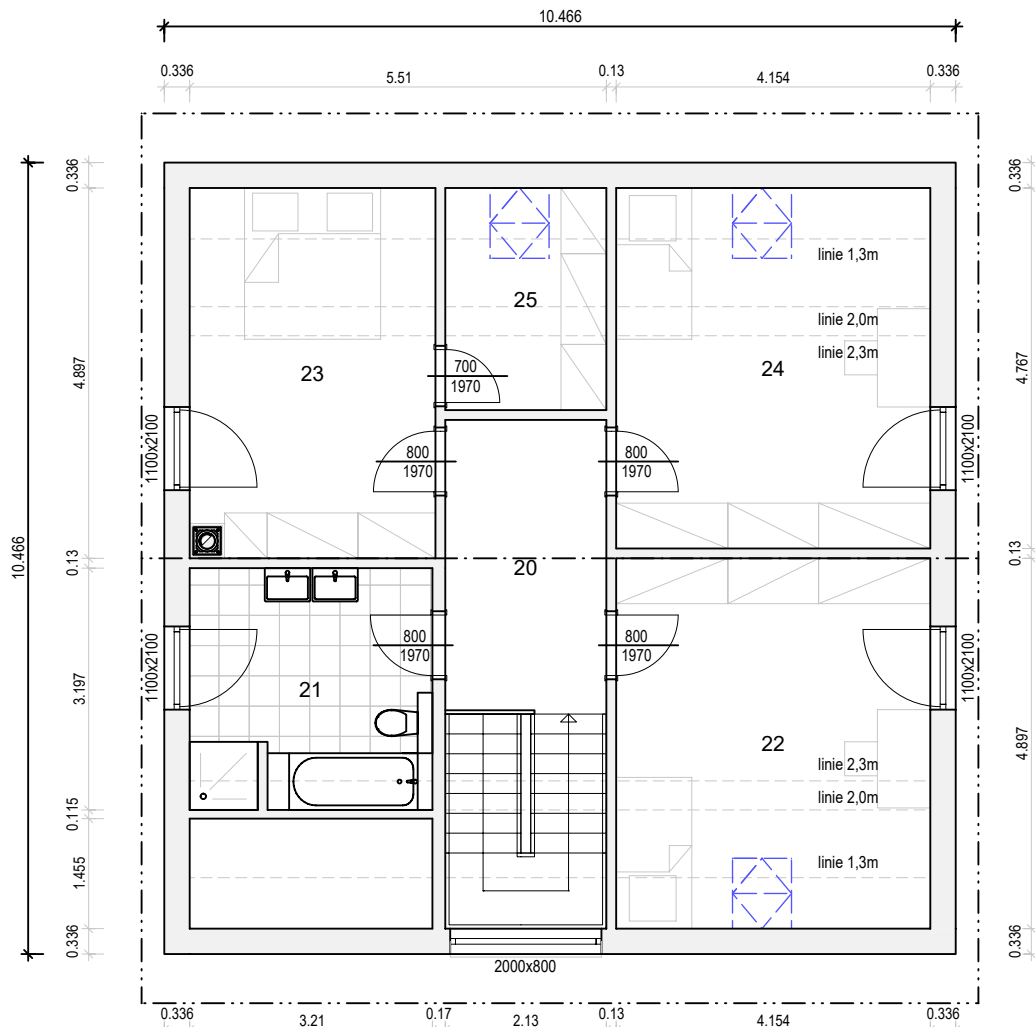 10.466
0.336 5.51 0.13 4.154 0.336
0.336 0.336
linie 1,3m
25
linie 2,0m
linie 2,3m
23 24
700
1970
4.897 4.767
1100x2100 1100x2100
800 800
1970 1970
10.466
0.13 20 0.13
800 800
1970 1970
1100x2100 1100x2100
21
3.197 4.897
22
linie 2,3m
linie 2,0m
0.115
linie 1,3m
1.455
0.336 0.336
2000x800
0.336 3.21 0.17 2.13 0.13 4.154 0.336